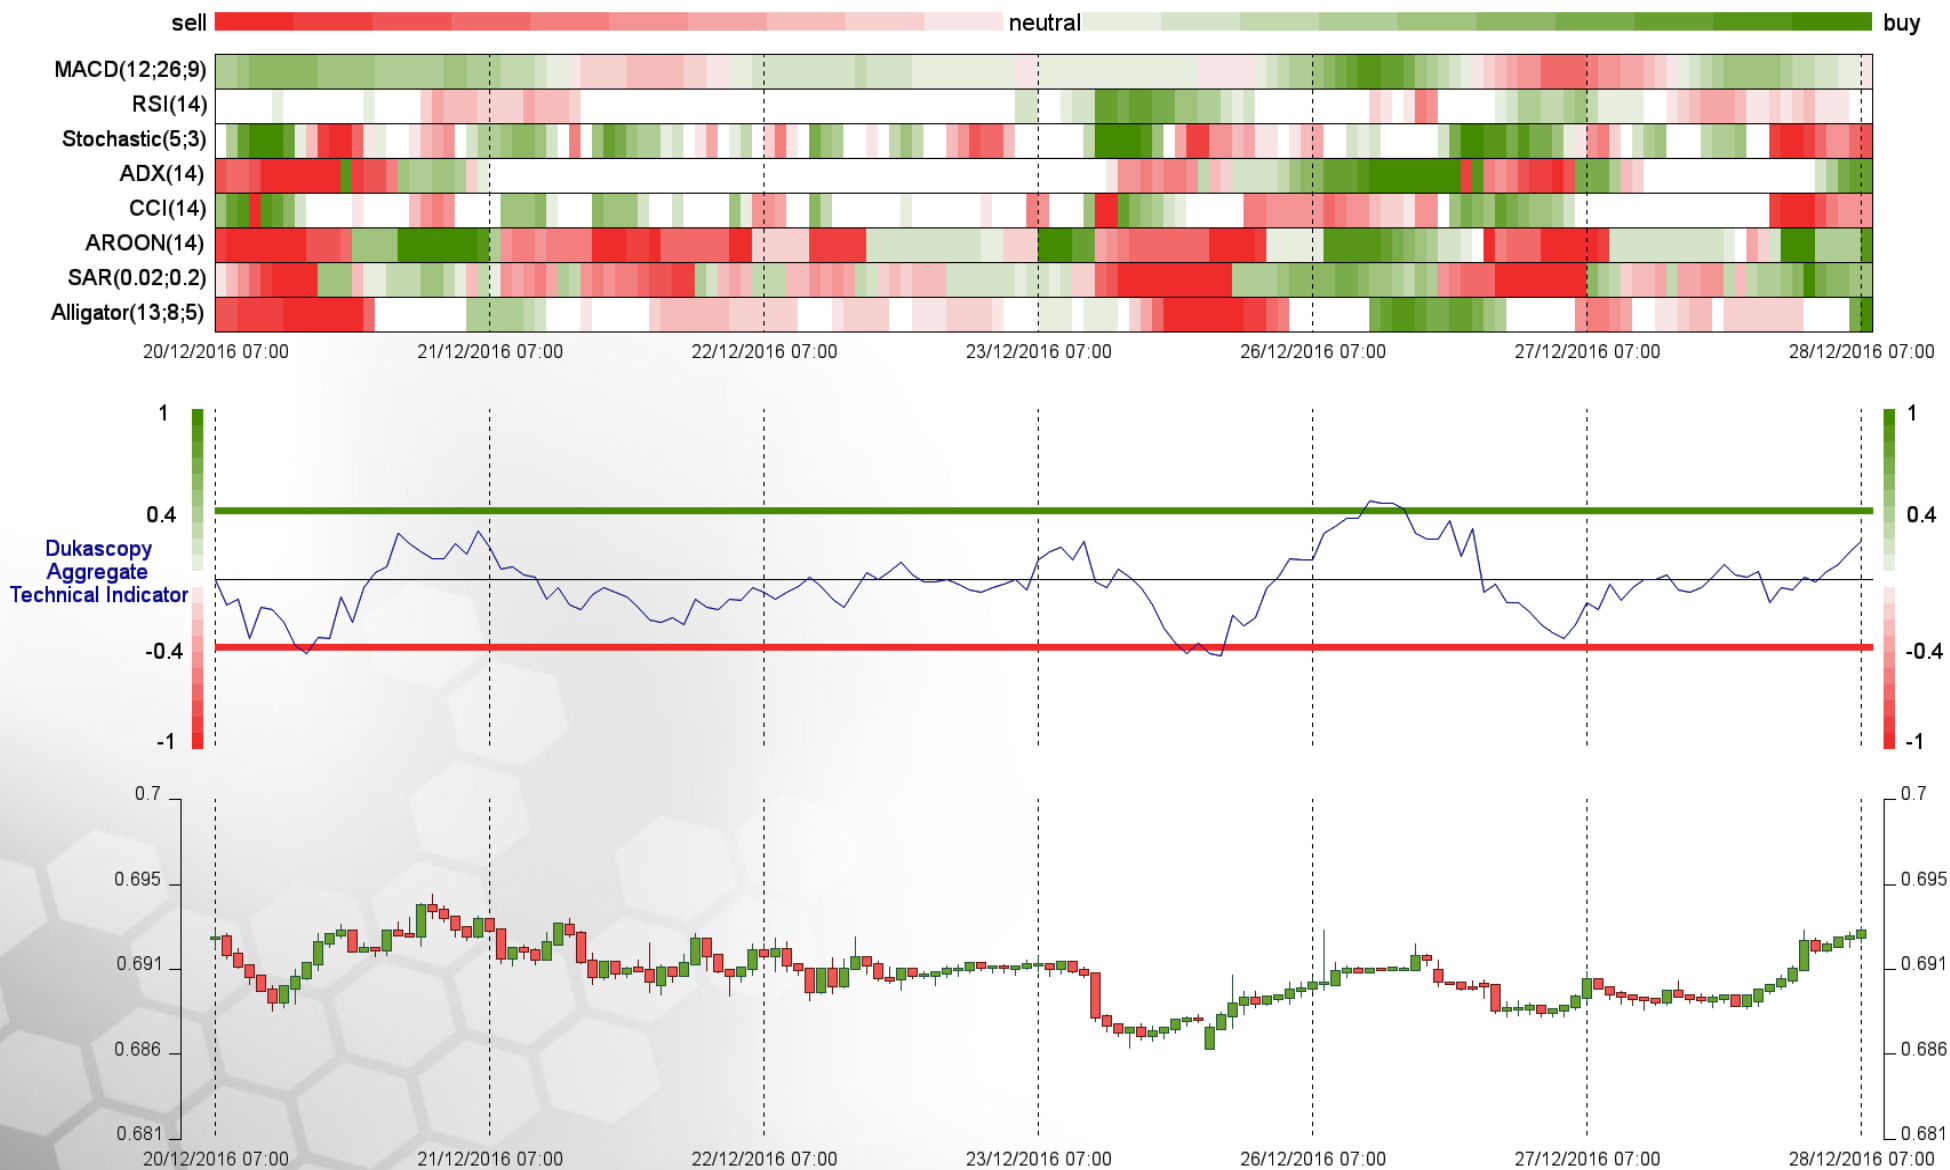 sell neutral buy
MACD(12;26;9)
RSI(14)
Stochastic(5;3)
ADX(14)
CCI(14)
AROON(14)
SAR(0.02;0.2)
Alligator(13;8;5)
20/12/2016 07:00 21/12/2016 07:00 22/12/2016 07:00 23/12/2016 07:00 26/12/2016 07:00 27/12/2016 07:00 28/12/2016 07:00
1 1
0.4 0.4
Dukascopy
Aggregate
Technical Indicator
-0.4 -0.4
-1 -1
0.7 0.7
0.695 0.695
0.691 0.691
0.686 0.686
0.681 0.681
20/12/2016 07:00 21/12/2016 07:00 22/12/2016 07:00 23/12/2016 07:00 26/12/2016 07:00 27/12/2016 07:00 28/12/2016 07:00